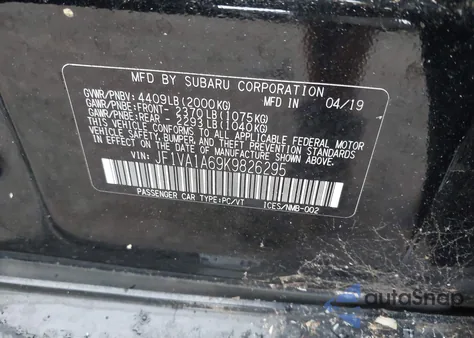 MFD BY SUBARU CORPORATION
GVWR/PNBV: 4409LB(2000KG) MFD IN 04/19
GAWR/PNBE:FRONT- 2370LB(1075KG)
GAWR/PNBE:REAR - 2293LB(1040KG)
THIS VEHICLE CONFORMS TO ALL APPLICABLE FEDERAL MOTOR
VEHICLE SAFETY, BUMPER, AND THEFT PREVENTION STANDARDS
IN EFFECT ON THE DATE OF MANUFACTURE SHOWN ABOVE.
VIN: JF1VA1A69K9826295
PASSENGER CAR TYPE:PC/VT ICES/NMB-002
autoSnap